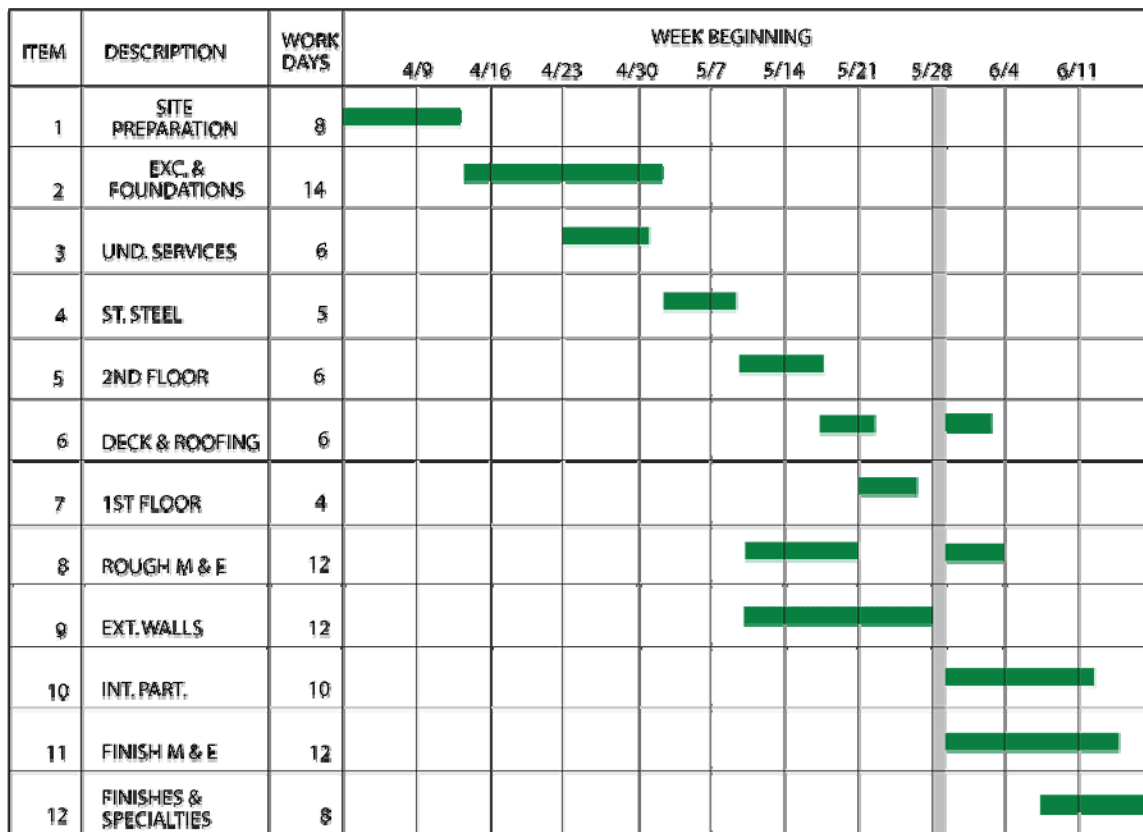 ITEM DESCRIPTION WORK DAYS WEEK BEGINNING
4/9 4/16 4/23 4/30 5/7 5/14 5/21 5/28 6/4 6/11
1 SITE PREPARATION 8
2 EXC. & FOUNDATIONS 14
3 UND. SERVICES 6
4 ST. STEEL 5
5 2ND FLOOR 6
6 DECK & ROOFING 6
7 1ST FLOOR 4
8 ROUGH M & E 12
9 EXT. WALLS 12
10 INT. PART. 10
11 FINISH M & E 12
12 FINISHES & SPECIALTIES 8